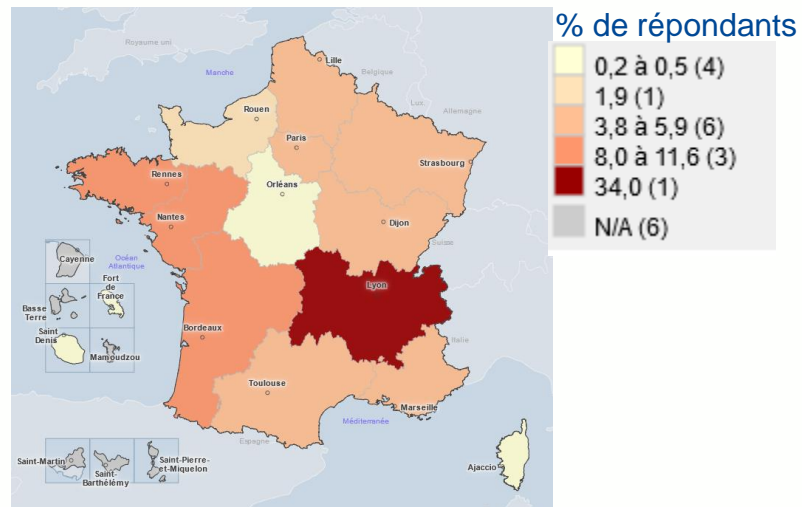 % de répondants
0,2 à 0,5 (4)
1,9 (1)
3,8 à 5,9 (6)
8,0 à 11,6 (3)
34,0 (1)
N/A (6)
Royaume uni
Lille
Manche
Belgique
Lux.
Allemagne
Rouen
Paris
Strasbourg
Rennes
Orléans
Nantes
Dijon
Suisse
Cayenne
Océan
Atlantique
Fort
de
France
Lyon
Basse
Terre
Saint
Denis
Mamoudzou
Bordeaux
Italie
Toulouse
Marseille
Méditerranée
Espagne
Saint-Martin
Saint-
Barthélémy
Saint-Pierre-
et-Miquelon
Ajaccio